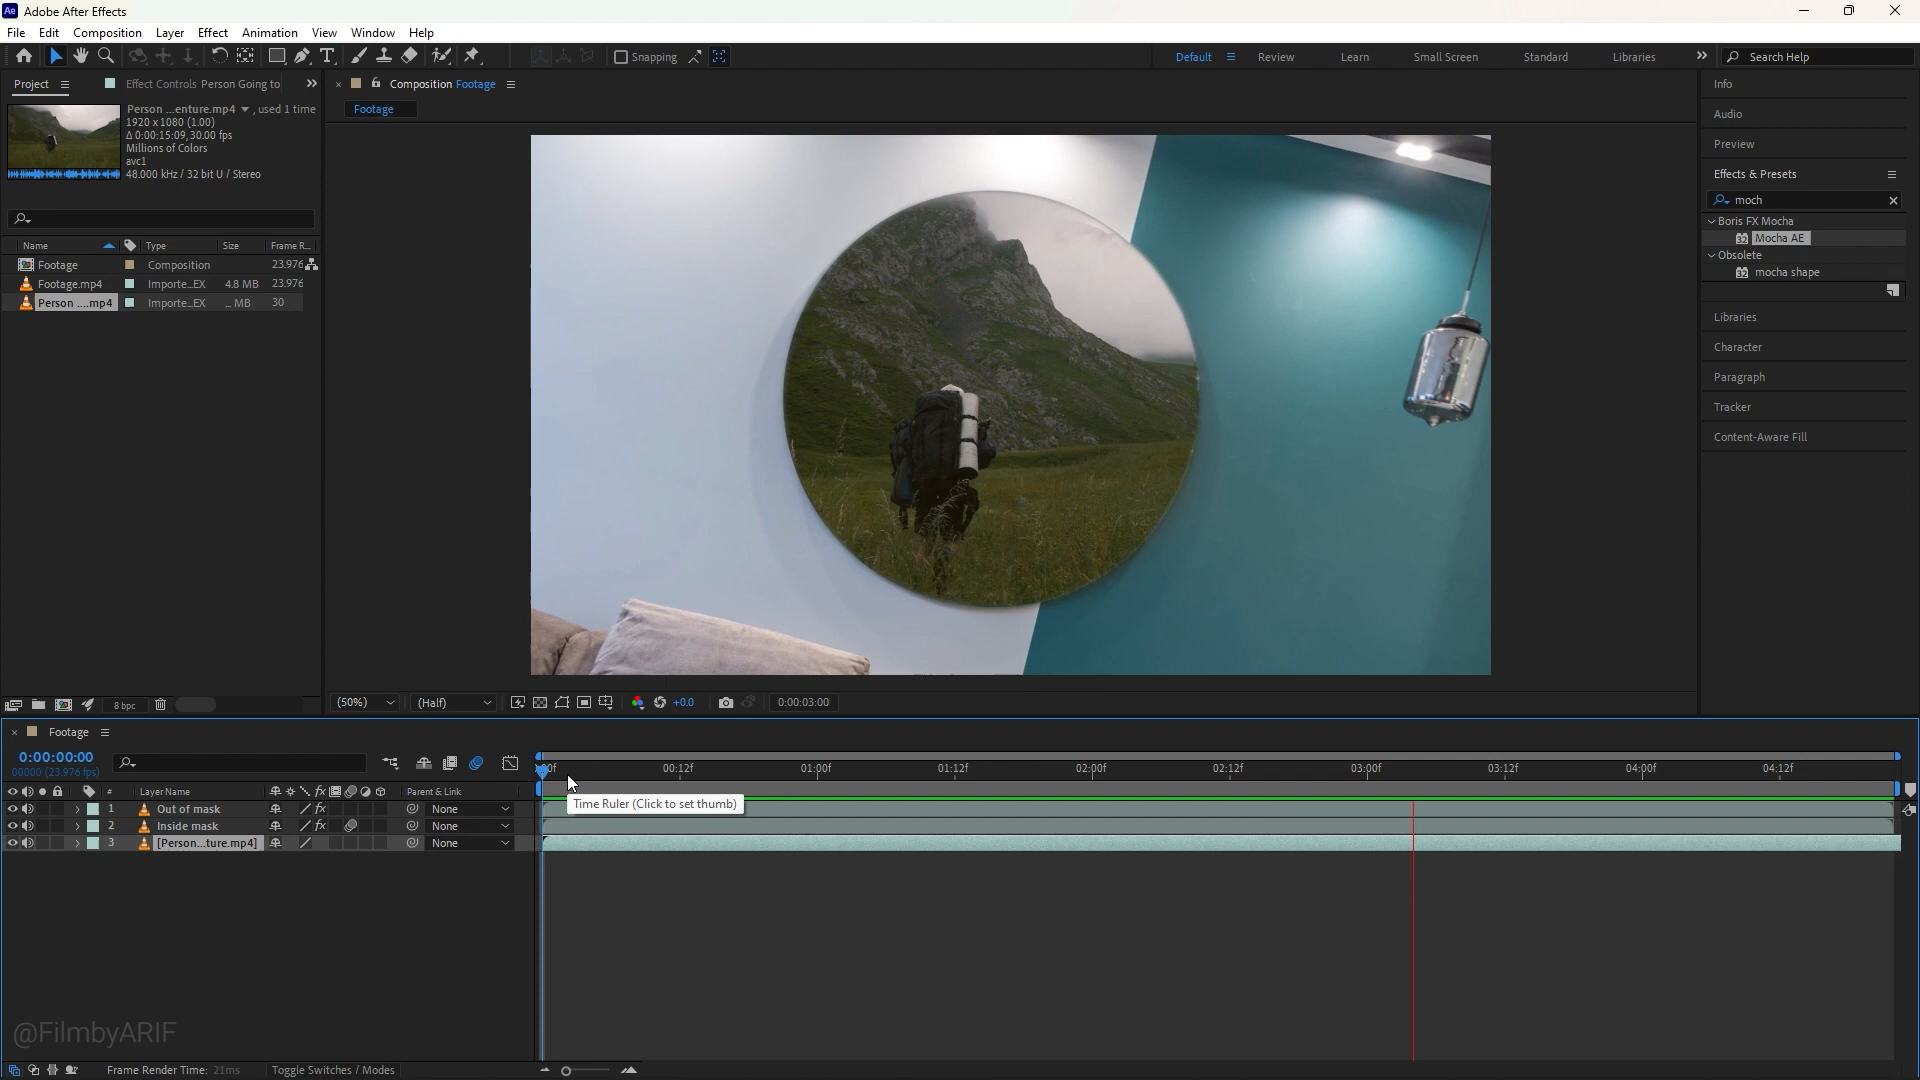 Adobe After Effects
File Edit Composition Layer Effect Animation View Window Help
Snapping
Default Review Learn Small Screen Standard Libraries Search Help
Project Effect Controls Person Going to
Person ...enture.mp4 , used 1 time
1920 x 1080 (1.00)
Δ 0:00:15:09, 30.00 fps
Millions of Colors
avc1
48.000 kHz / 32 bit U / Stereo
Name Type Size Frame R...
Footage Composition 23.976
Footage.mp4 Importe...EX 4.8 MB 23.976
Person ....mp4 Importe...EX ... MB 30
8 bpc
Composition Footage
Footage
(50%) (Half) +0.0 0:00:03:00
Info
Audio
Preview
Effects & Presets
moch
Boris FX Mocha
32 Mocha AE
Obsolete
32 mocha shape
Libraries
Character
Paragraph
Tracker
Content-Aware Fill
Footage
0:00:00:00
00000 (23.976 fps)
00:12f 01:00f 01:12f 02:00f 02:12f 03:00f 03:12f 04:00f 04:12f
# Layer Name Parent & Link
1 Out of mask None
2 Inside mask None
3 [Person...ture.mp4] None
Time Ruler (Click to set thumb)
@FilmbyARIF
Frame Render Time: 21ms Toggle Switches / Modes